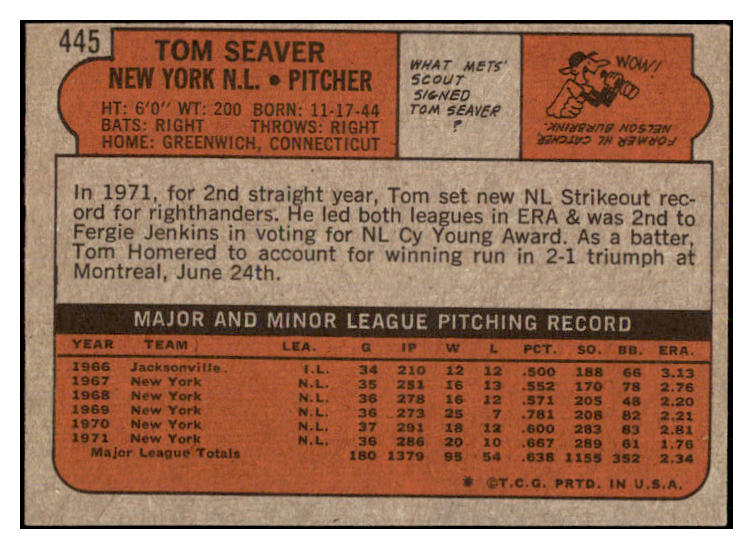 445
TOM SEAVER
NEW YORK N.L. • PITCHER
HT: 6'0" WT: 200 BORN: 11-17-44
BATS: RIGHT THROWS: RIGHT
HOME: GREENWICH, CONNECTICUT
WHAT METS'
SCOUT
SIGNED
TOM SEAVER
?
WOW!
FORMER NL CATCHER,
NELSON BURBRINK.
In 1971, for 2nd straight year, Tom set new NL Strikeout rec-
ord for righthanders. He led both leagues in ERA & was 2nd to
Fergie Jenkins in voting for NL Cy Young Award. As a batter,
Tom Homered to account for winning run in 2-1 triumph at
Montreal, June 24th.
MAJOR AND MINOR LEAGUE PITCHING RECORD
YEAR TEAM LEA. G IP W L PCT. SO. BB. ERA.
1966 Jacksonville I.L. 34 210 12 12 .500 188 66 3.13
1967 New York N.L. 35 251 16 13 .552 170 78 2.76
1968 New York N.L. 36 278 16 12 .571 205 48 2.20
1969 New York N.L. 36 273 25 7 .781 208 82 2.21
1970 New York N.L. 37 291 18 12 .600 283 83 2.81
1971 New York N.L. 36 286 20 10 .667 289 61 1.76
Major League Totals 180 1379 95 54 .638 1155 352 2.34
* ©T.C.G. PRTD. IN U.S.A.